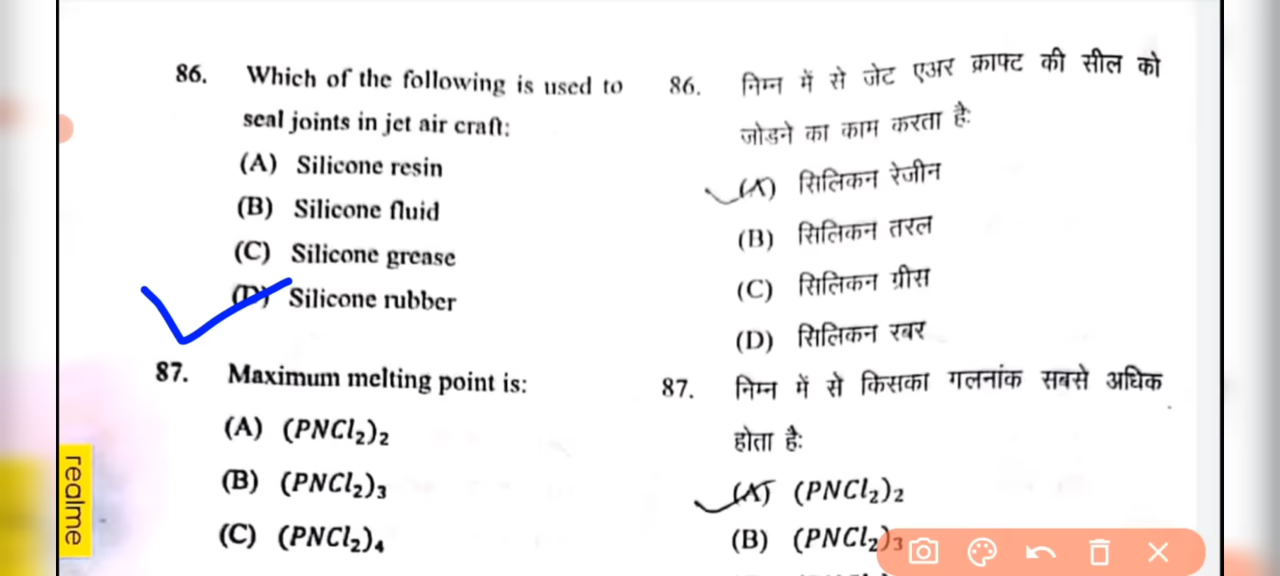 86. Which of the following is used to
seal joints in jet air craft:
(A) Silicone resin
(B) Silicone fluid
(C) Silicone grease
(D) Silicone rubber
87. Maximum melting point is:
(A) (PNCl₂)₂
(B) (PNCl₂)₃
(C) (PNCl₂)₄
86. निम्न में से जेट एअर क्राफ्ट की सील को
जोडने का काम करता है:
(A) सिलिकन रेजीन
(B) सिलिकन तरल
(C) सिलिकन ग्रीस
(D) सिलिकन रबर
87. निम्न में से किसका गलनांक सबसे अधिक
होता है:
(A) (PNCl₂)₂
(B) (PNCl₂)₃
realme